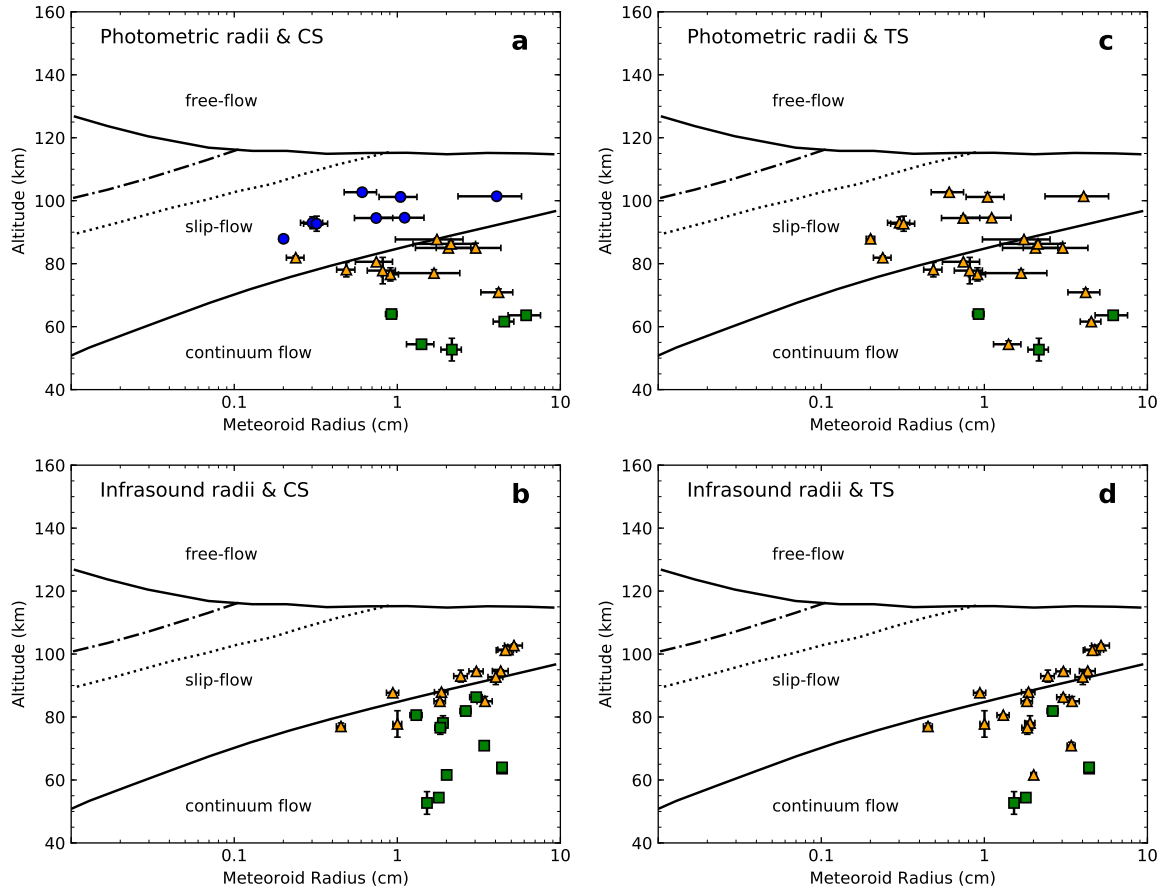 Photometric radii & CS
a
free-flow
slip-flow
continuum flow
160
140
120
100
80
60
40
Altitude (km)
0.1
1
10
Meteoroid Radius (cm)
Photometric radii & TS
c
free-flow
slip-flow
continuum flow
160
140
120
100
80
60
40
Altitude (km)
0.1
1
10
Meteoroid Radius (cm)
Infrasound radii & CS
b
free-flow
slip-flow
continuum flow
160
140
120
100
80
60
40
Altitude (km)
0.1
1
10
Meteoroid Radius (cm)
Infrasound radii & TS
d
free-flow
slip-flow
continuum flow
160
140
120
100
80
60
40
Altitude (km)
0.1
1
10
Meteoroid Radius (cm)